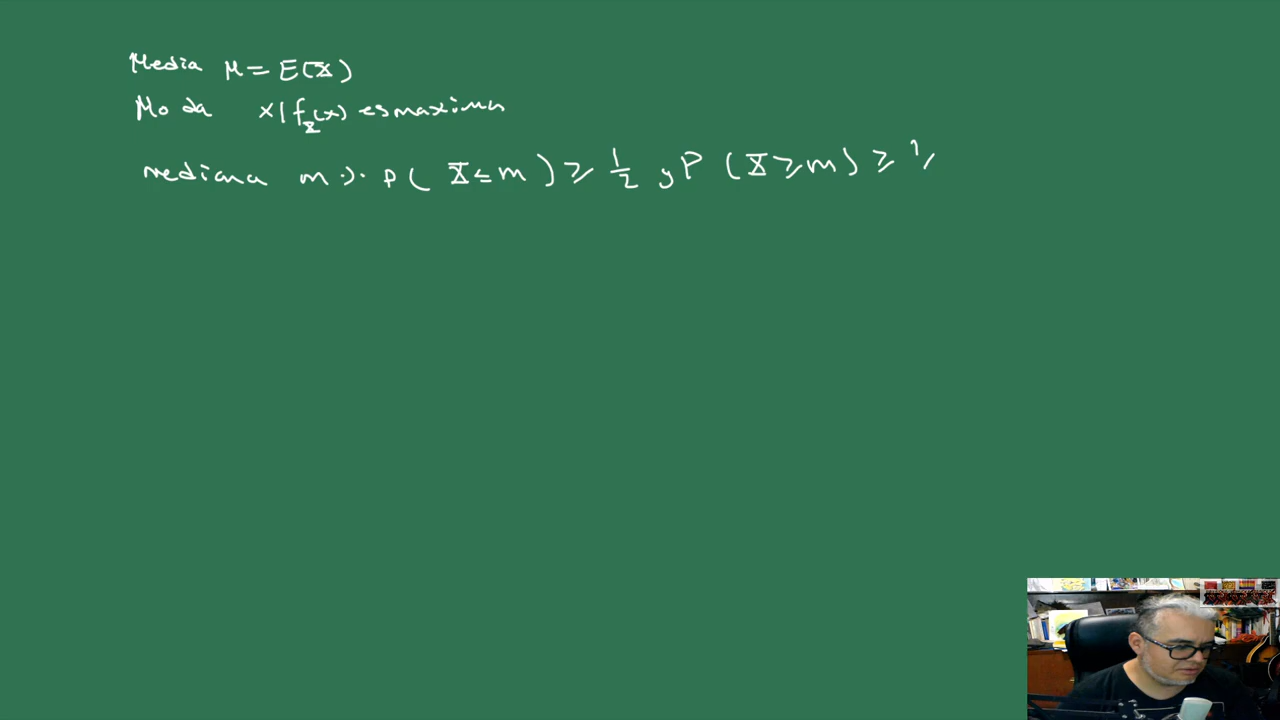 Media μ = E(X)
Moda x | f_X(x) es maxima
mediana m ·)· P( X ≤ m ) ≥ 1/2 y P ( X ≥ m ) ≥ 1/